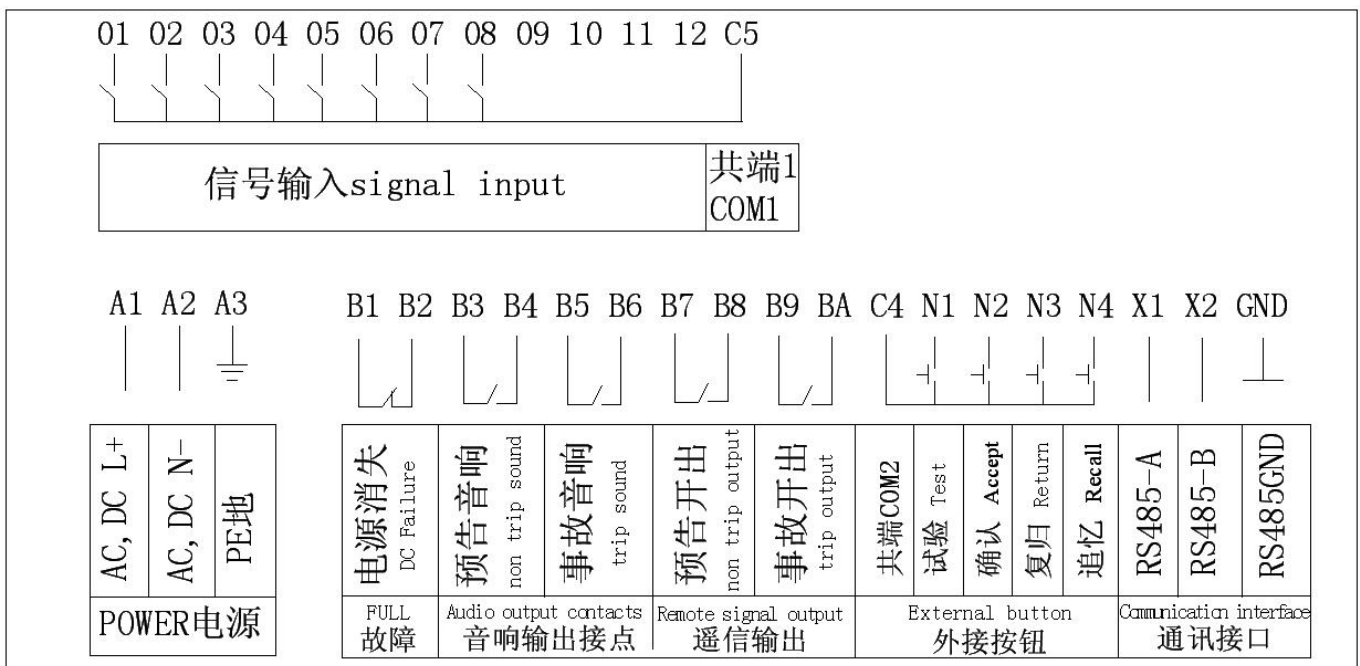 01 02 03 04 05 06 07 08 09 10 11 12 C5
信号输入signal input
共端1
COM1
A1 A2 A3
B1 B2 B3 B4 B5 B6 B7 B8 B9 BA C4 N1 N2 N3 N4 X1 X2 GND
AC,DC L+
AC,DC N-
PE地
POWER电源
电源消失
DC Failure
预告音响
non trip sound
事故音响
trip sound
预告开出
non trip output
事故开出
trip output
共端COM2
试验 Test
确认 Accept
复归 Return
追忆 Recall
RS485-A
RS485-B
RS485GND
FULL
故障
Audio output contacts
音响输出接点
Remote signal output
遥信输出
External button
外接按钮
Communication interface
通讯接口